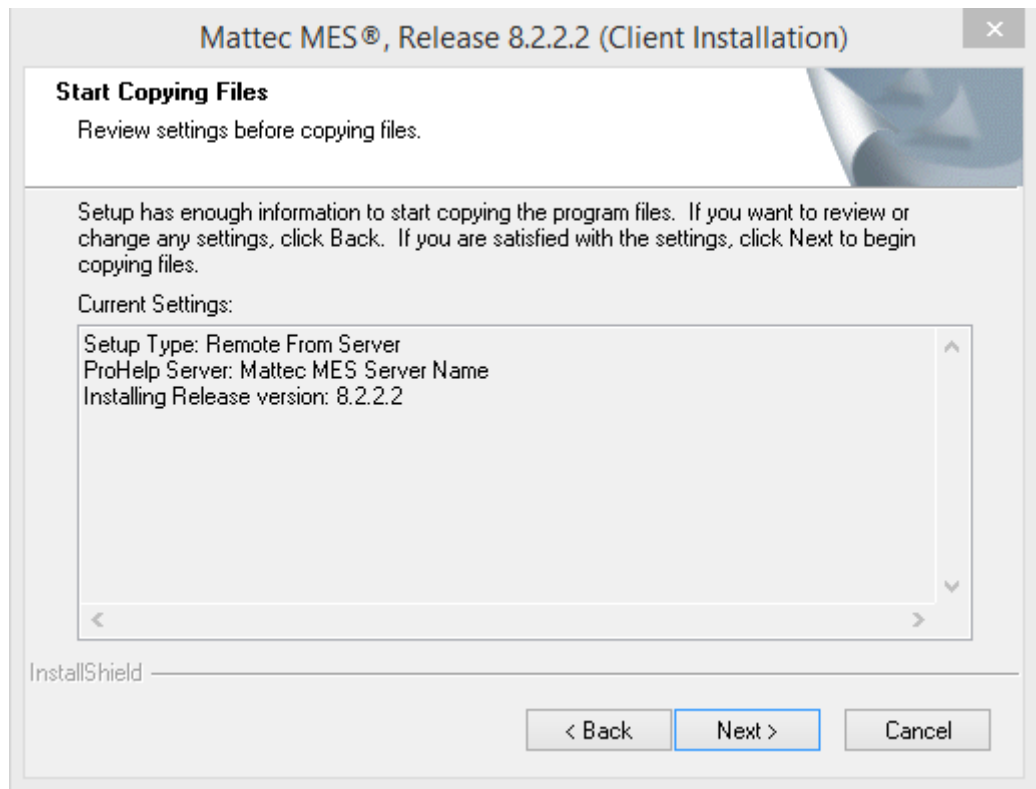 Mattec MES®, Release 8.2.2.2 (Client Installation)
Start Copying Files
Review settings before copying files.
Setup has enough information to start copying the program files.  If you want to review or
change any settings, click Back.  If you are satisfied with the settings, click Next to begin
copying files.
Current Settings:
Setup Type: Remote From Server
ProHelp Server: Mattec MES Server Name
Installing Release version: 8.2.2.2
InstallShield
< Back
Next >
Cancel